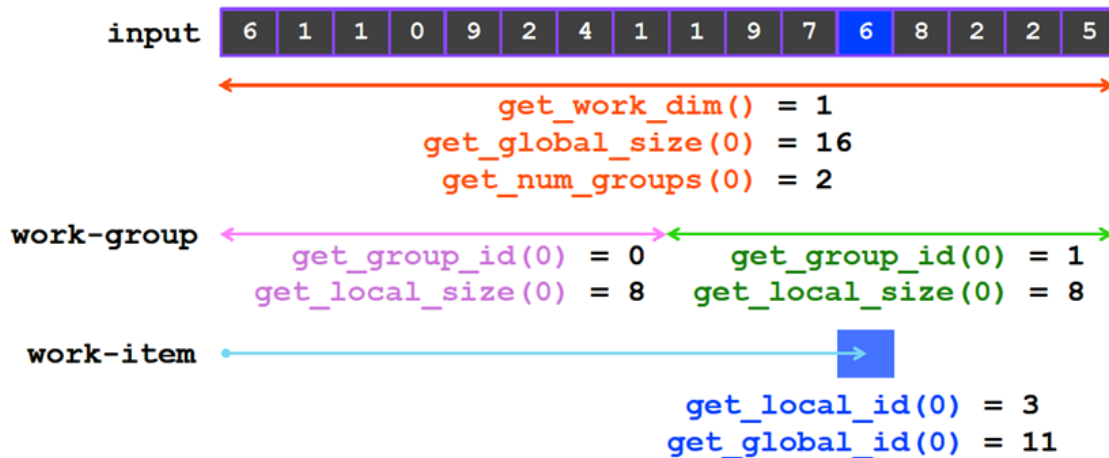 input 6 1 1 0 9 2 4 1 1 9 7 6 8 2 2 5
get_work_dim() = 1
get_global_size(0) = 16
get_num_groups(0) = 2
work-group
get_group_id(0) = 0 get_group_id(0) = 1
get_local_size(0) = 8 get_local_size(0) = 8
work-item
get_local_id(0) = 3
get_global_id(0) = 11